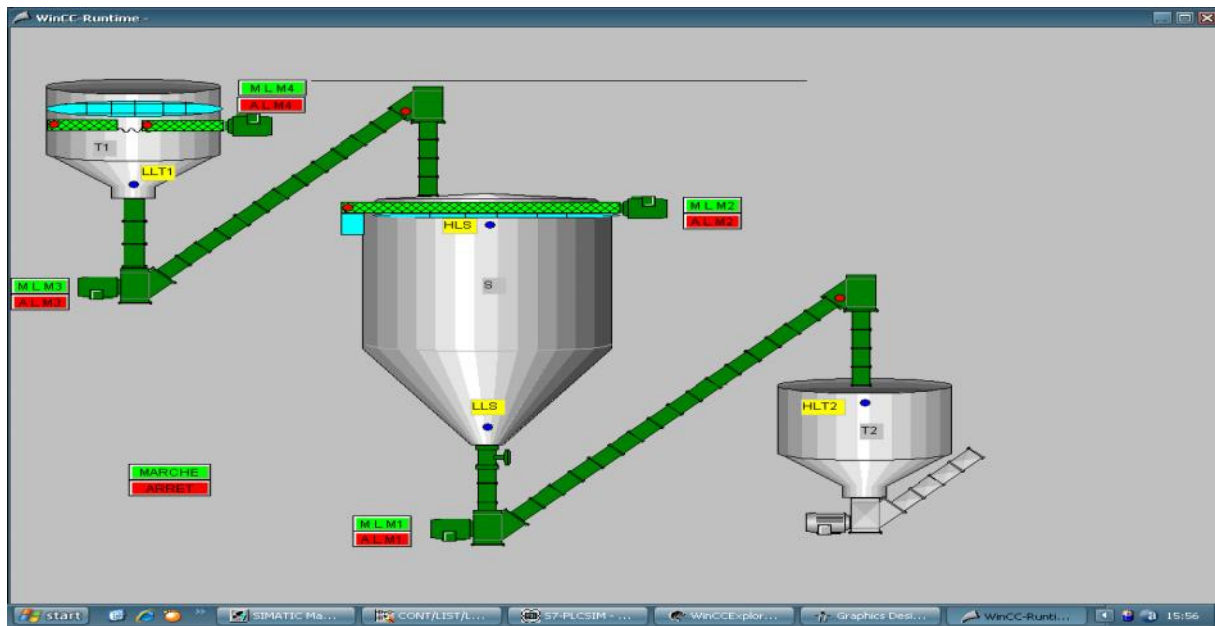 WinCC-Runtime -
M L M4
A L M4
T1
LLT1
M L M2
A L M2
HLS
S
M L M3
A L M3
HLT2
LLS
T2
MARCHE
ARRET
M L M1
A L M1
start
SIMATIC Ma...
CONT/LIST/L...
S7-PLCSIM - ...
WinCCExplor...
Graphics Desi...
WinCC-Runti...
15:56